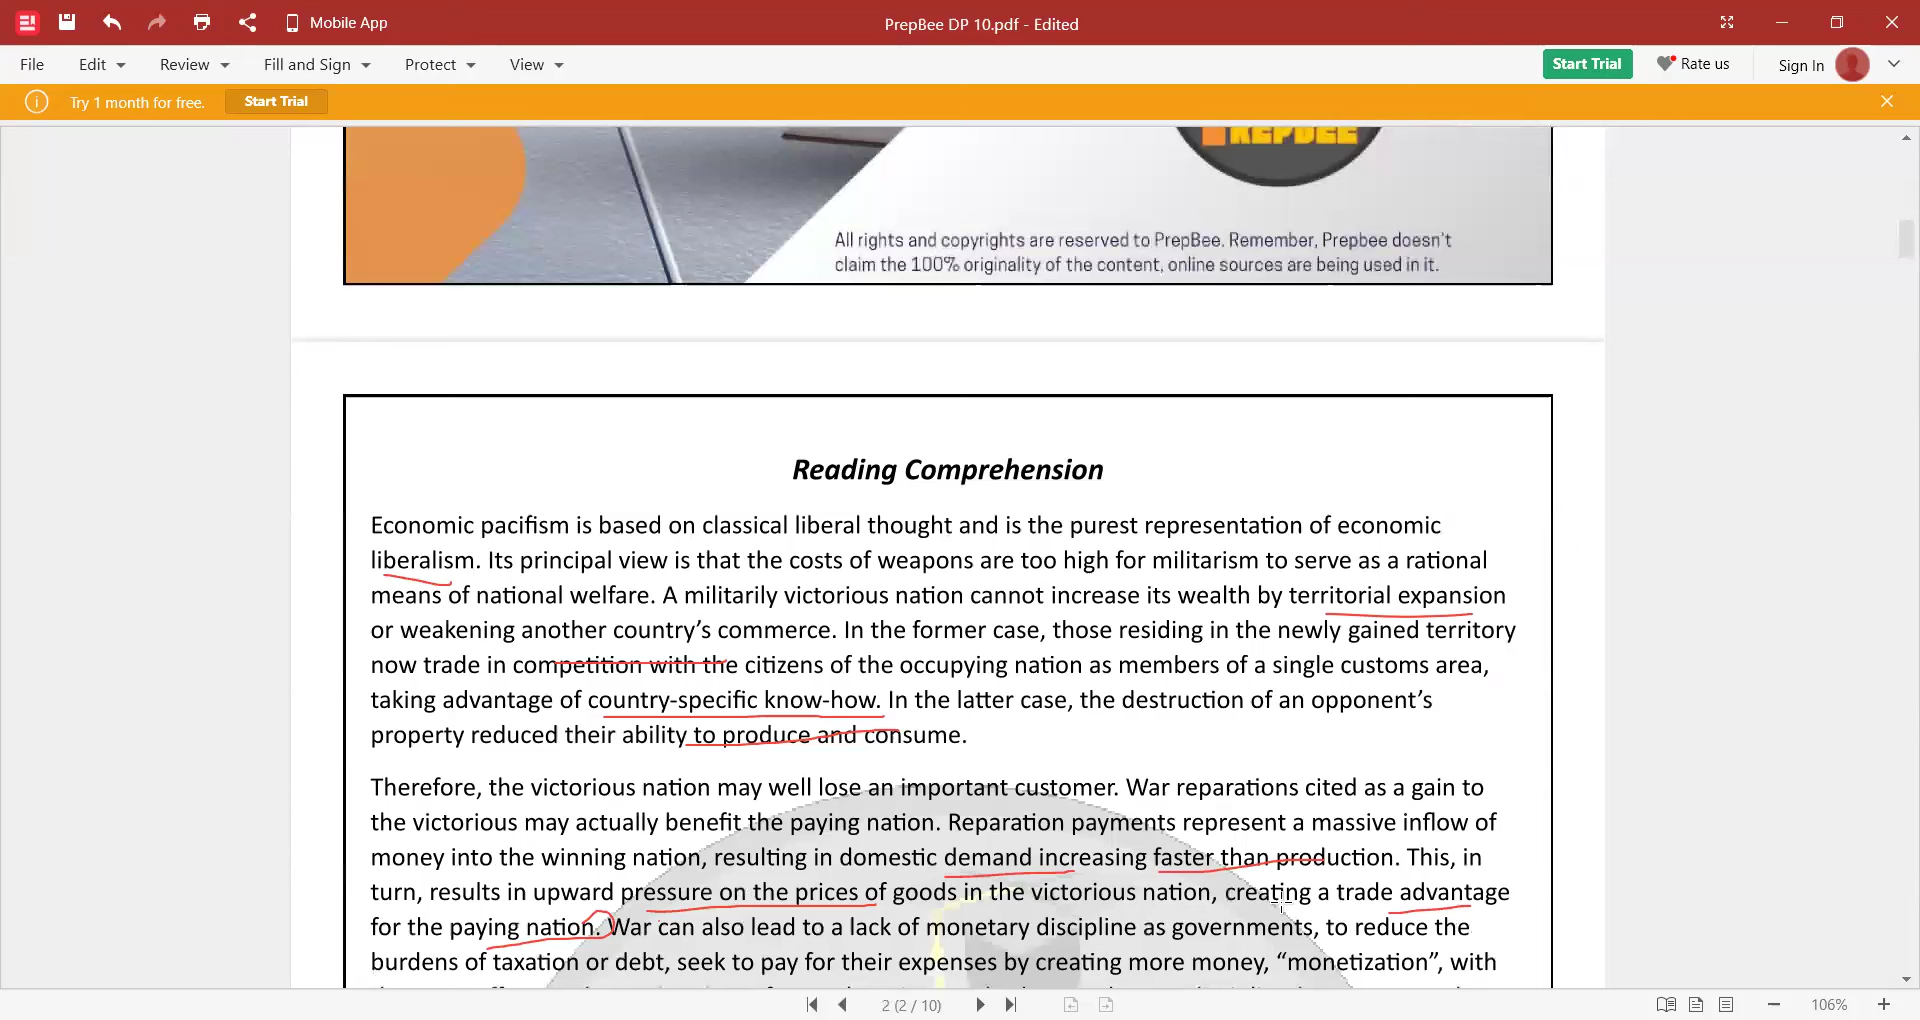 Mobile App
PrepBee DP 10.pdf - Edited
File Edit Review Fill and Sign Protect View Start Trial Rate us Sign In
Try 1 month for free. Start Trial
REPBEE
All rights and copyrights are reserved to PrepBee. Remember, Prepbee doesn't
claim the 100% originality of the content, online sources are being used in it.
Reading Comprehension
Economic pacifism is based on classical liberal thought and is the purest representation of economic
liberalism. Its principal view is that the costs of weapons are too high for militarism to serve as a rational
means of national welfare. A militarily victorious nation cannot increase its wealth by territorial expansion
or weakening another country's commerce. In the former case, those residing in the newly gained territory
now trade in competition with the citizens of the occupying nation as members of a single customs area,
taking advantage of country-specific know-how. In the latter case, the destruction of an opponent's
property reduced their ability to produce and consume.
Therefore, the victorious nation may well lose an important customer. War reparations cited as a gain to
the victorious may actually benefit the paying nation. Reparation payments represent a massive inflow of
money into the winning nation, resulting in domestic demand increasing faster than production. This, in
turn, results in upward pressure on the prices of goods in the victorious nation, creating a trade advantage
for the paying nation. War can also lead to a lack of monetary discipline as governments, to reduce the
burdens of taxation or debt, seek to pay for their expenses by creating more money, “monetization”, with
2 (2 / 10) 106%